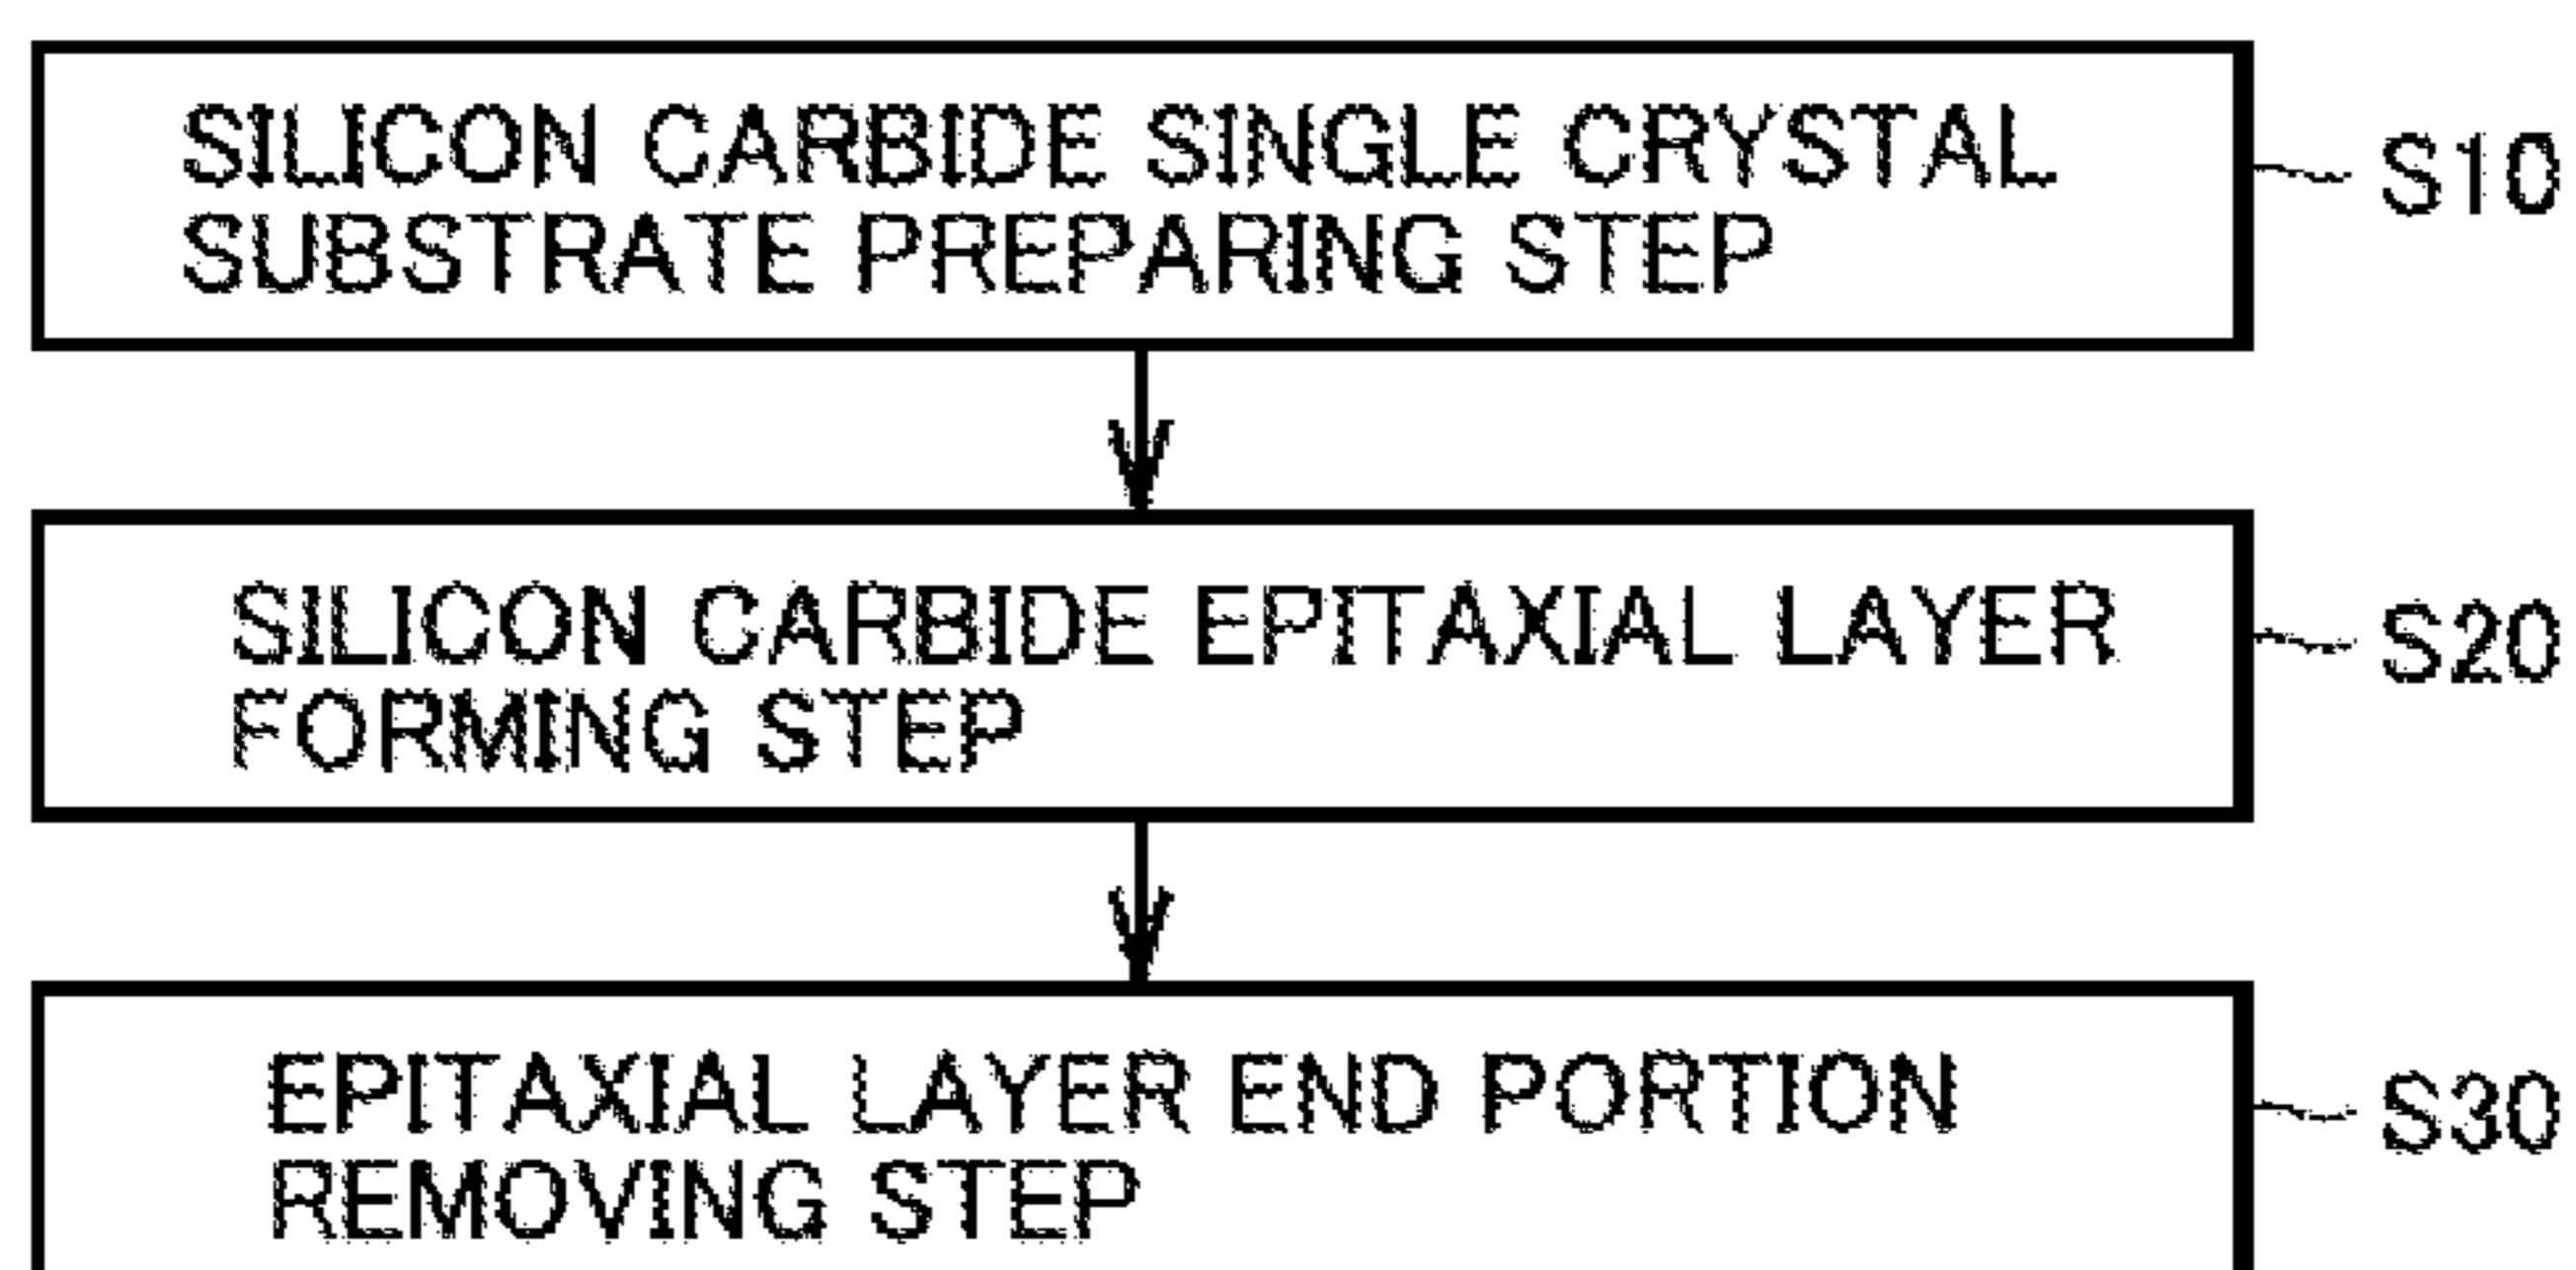 SILICON CARBIDE SINGLE CRYSTAL
SUBSTRATE PREPARING STEP
S10
SILICON CARBIDE EPITAXIAL LAYER
FORMING STEP
S20
EPITAXIAL LAYER END PORTION
REMOVING STEP
S30